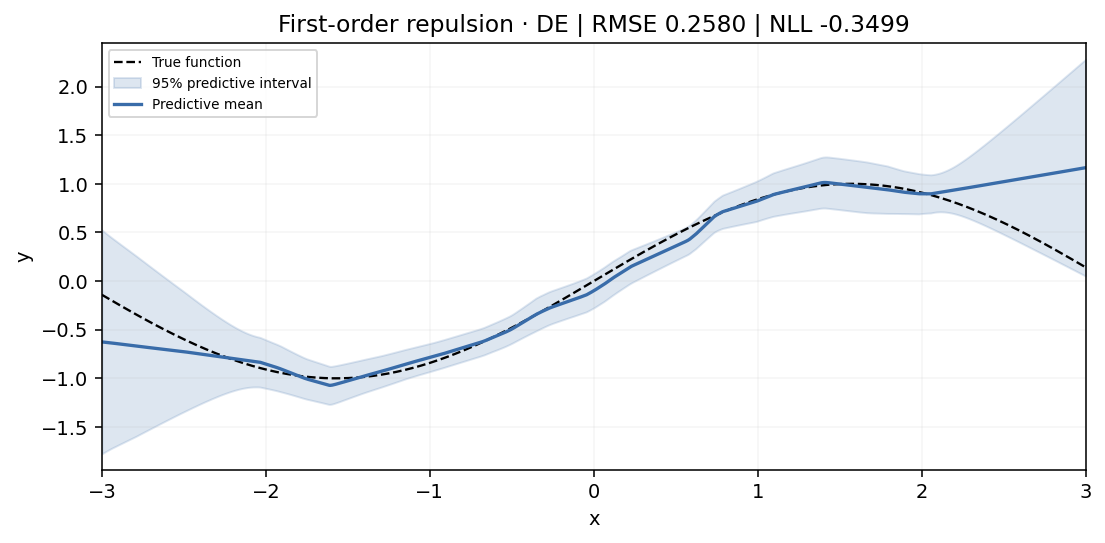 First-order repulsion · DE | RMSE 0.2580 | NLL -0.3499
True function
95% predictive interval
Predictive mean
y
2.0
1.5
1.0
0.5
0.0
−0.5
−1.0
−1.5
−3 −2 −1 0 1 2 3
x